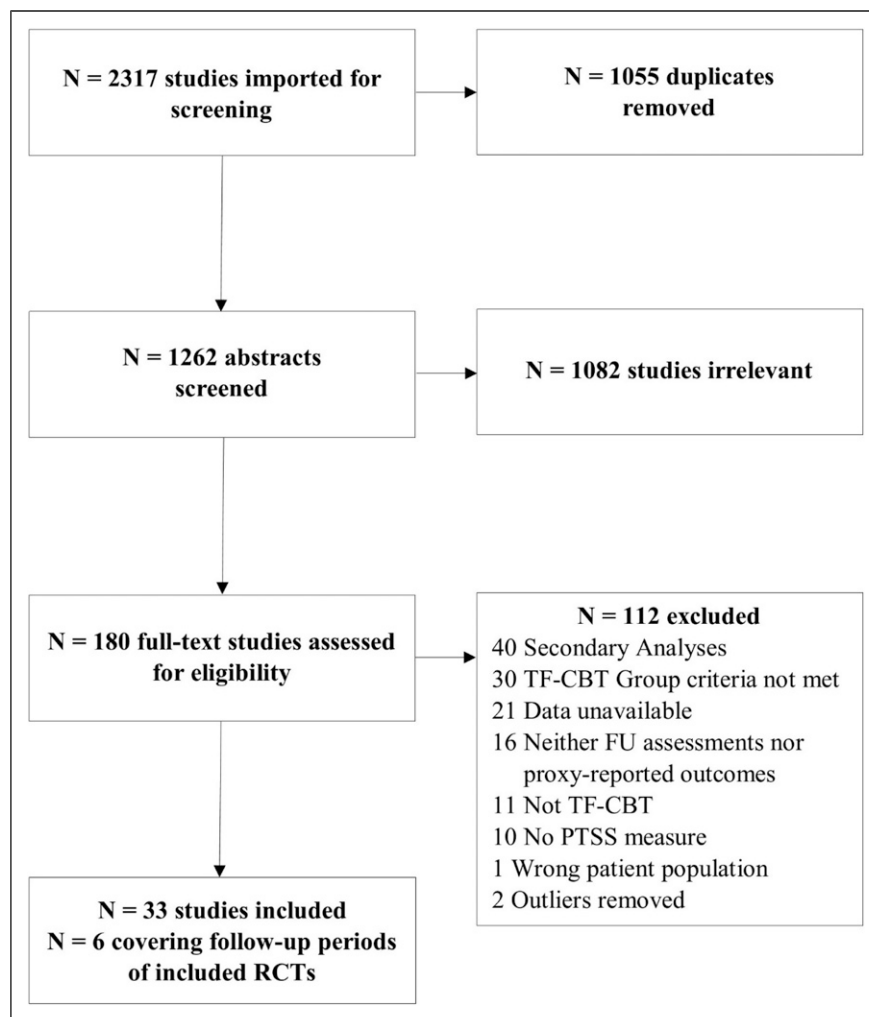 N = 2317 studies imported for
screening
N = 1055 duplicates
removed
N = 1262 abstracts
screened
N = 1082 studies irrelevant
N = 180 full-text studies assessed
for eligibility
N = 112 excluded
40 Secondary Analyses
30 TF-CBT Group criteria not met
21 Data unavailable
16 Neither FU assessments nor
proxy-reported outcomes
11 Not TF-CBT
10 No PTSS measure
1 Wrong patient population
2 Outliers removed
N = 33 studies included
N = 6 covering follow-up periods
of included RCTs